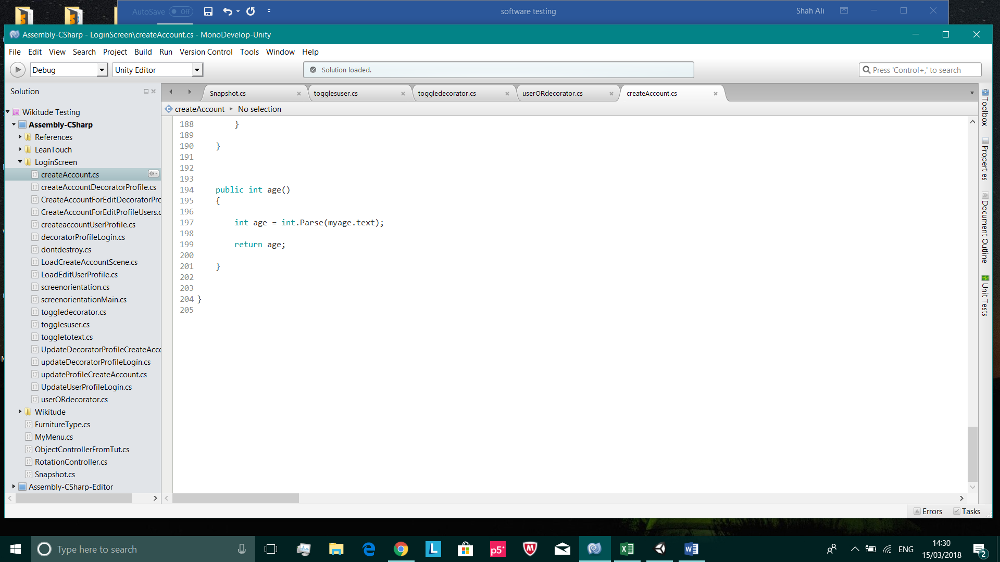 AutoSave Off software testing Shah Ali
Assembly-CSharp - LoginScreen\createAccount.cs - MonoDevelop-Unity
File Edit View Search Project Build Run Version Control Tools Window Help
Debug Unity Editor Solution loaded. Press 'Control+,' to search
Solution
Wikitude Testing
Assembly-CSharp
References
LeanTouch
LoginScreen
createAccount.cs
createAccountDecoratorProfile.cs
CreateAccountForEditDecoratorPro
CreateAccountForEditProfileUsers.c
createaccountUserProfile.cs
decoratorProfileLogin.cs
dontdestroy.cs
LoadCreateAccountScene.cs
LoadEditUserProfile.cs
screenorientation.cs
screenorientationMain.cs
toggledecorator.cs
togglesuser.cs
toggletotext.cs
UpdateDecoratorProfileCreateAcco
updateDecoratorProfileLogin.cs
updateProfileCreateAccount.cs
UpdateUserProfileLogin.cs
userORdecorator.cs
Wikitude
FurnitureType.cs
MyMenu.cs
ObjectControllerFromTut.cs
RotationController.cs
Snapshot.cs
Assembly-CSharp-Editor
Snapshot.cs togglesuser.cs toggledecorator.cs userORdecorator.cs createAccount.cs
createAccount No selection
188 }
189
190 }
191
192
193
194 public int age()
195 {
196
197 int age = int.Parse(myage.text);
198
199 return age;
200
201 }
202
203
204 }
205
Toolbox
Properties
Document Outline
Unit Tests
Errors Tasks
Type here to search
L
p5*
ENG
14:30
15/03/2018
2